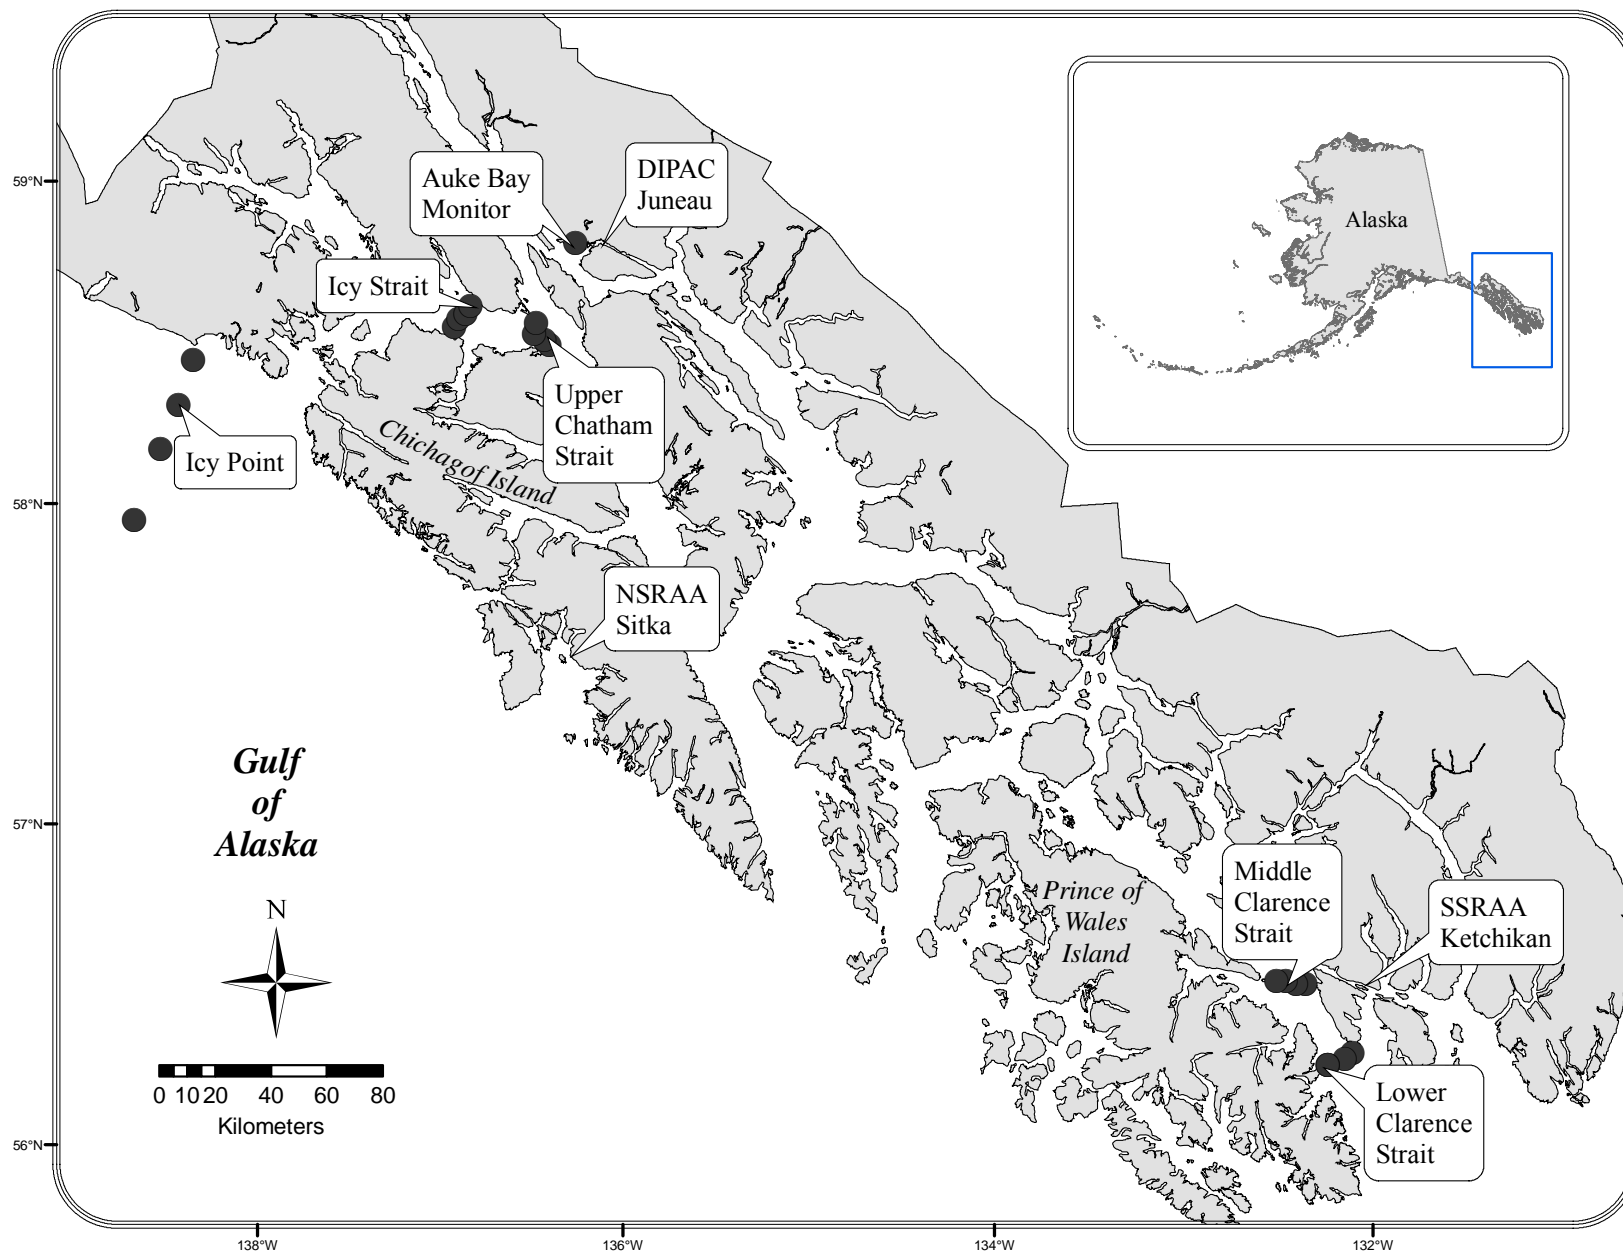 59°N
58°N
57°N
56°N
138°W
136°W
134°W
132°W
Auke Bay
Monitor
DIPAC
Juneau
Icy Strait
Upper
Chatham
Strait
Icy Point
Chichagof Island
NSRAA
Sitka
Gulf
of
Alaska
N
0 10 20 40 60 80
Kilometers
Prince of
Wales
Island
Middle
Clarence
Strait
SSRAA
Ketchikan
Lower
Clarence
Strait
Alaska